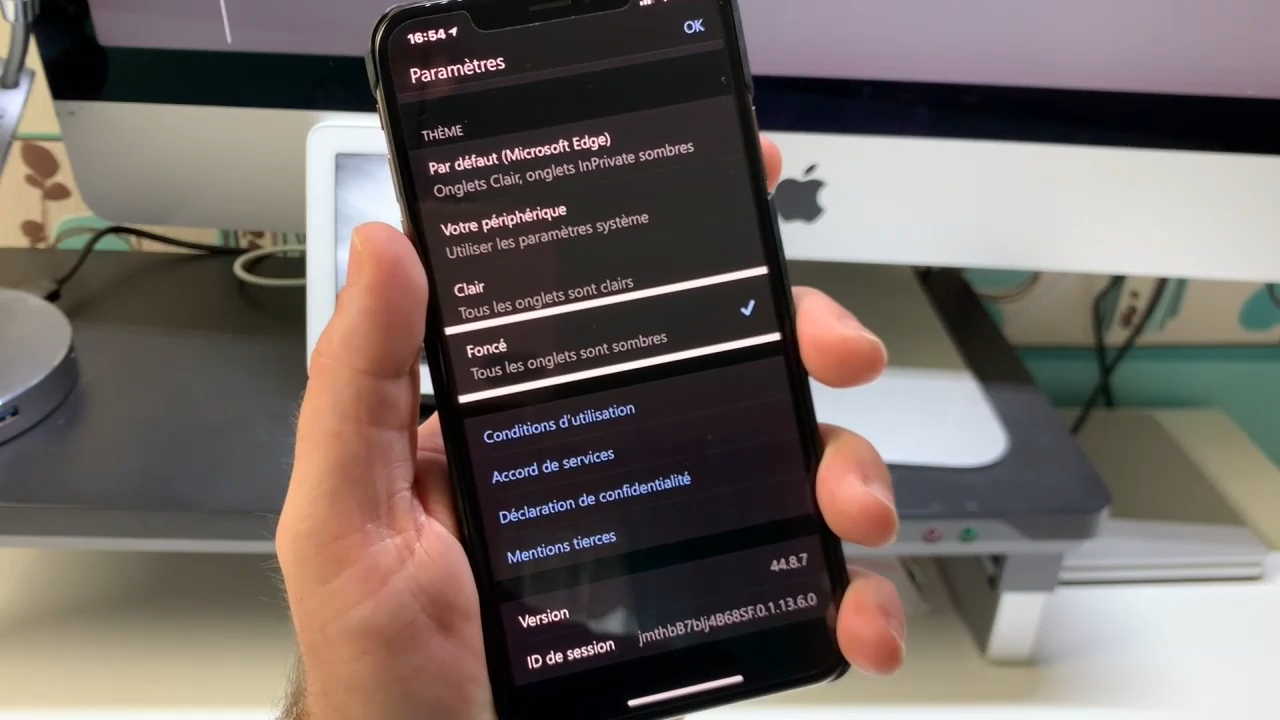 16:54
OK
Paramètres
THÈME
Par défaut (Microsoft Edge)
Onglets Clair, onglets InPrivate sombres
Votre périphérique
Utiliser les paramètres système
Clair
Tous les onglets sont clairs
Foncé
Tous les onglets sont sombres
Conditions d'utilisation
Accord de services
Déclaration de confidentialité
Mentions tierces
Version 44.8.7
ID de session jmthbB7blj4B68SF.0.1.13.6.0